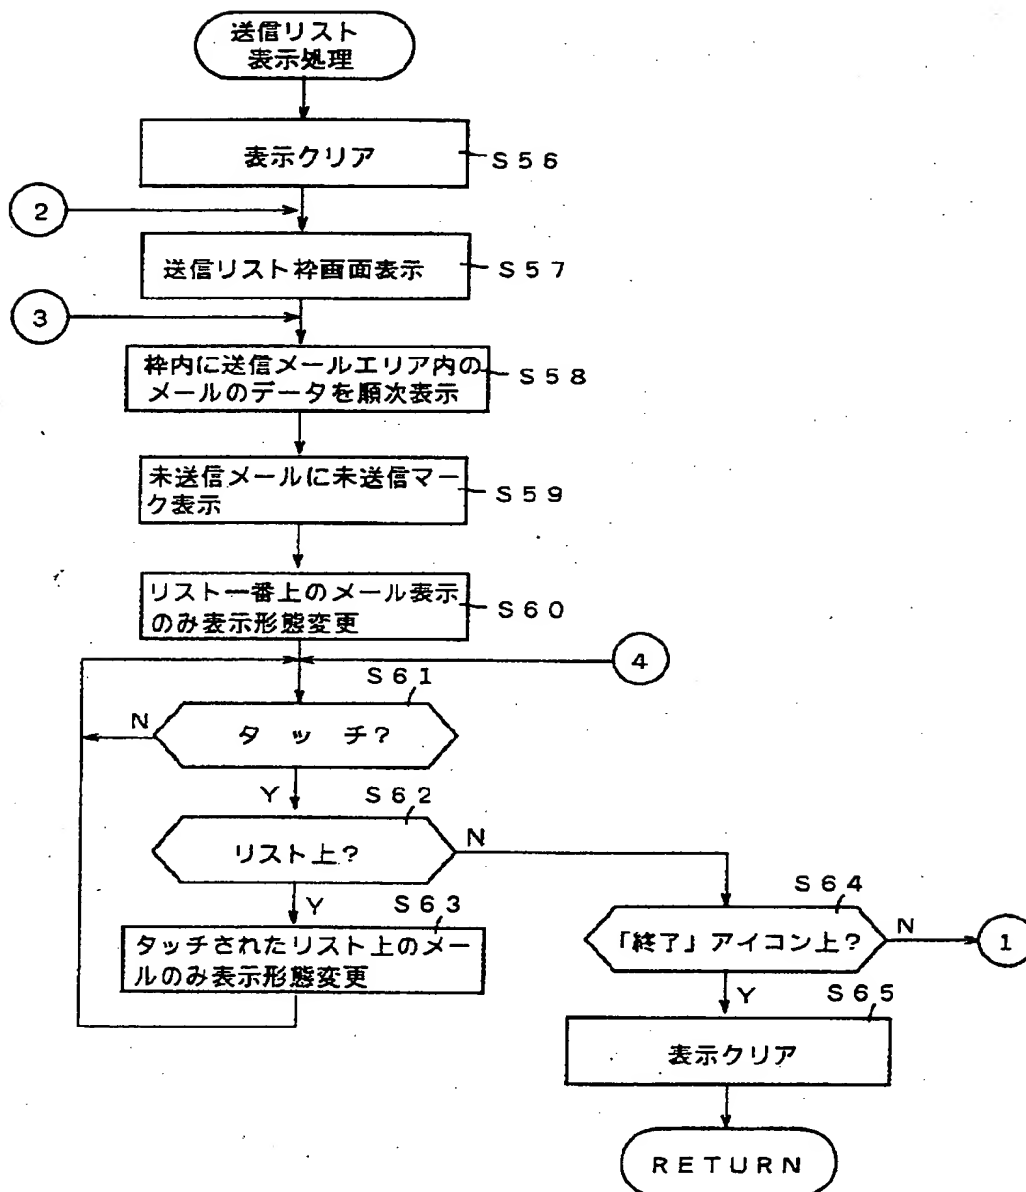 送信リスト
表示処理
表示クリア
S56
2
送信リスト枠画面表示
S57
3
枠内に送信メールエリア内の
メールのデータを順次表示
S58
未送信メールに未送信マー
ク表示
S59
リスト一番上のメール表示
のみ表示形態変更
S60
4
S61
タッチ?
N
Y
S62
リスト上?
N
Y
S63
タッチされたリスト上のメー
ルのみ表示形態変更
S64
「終了」アイコン上?
N
1
Y
S65
表示クリア
RETURN